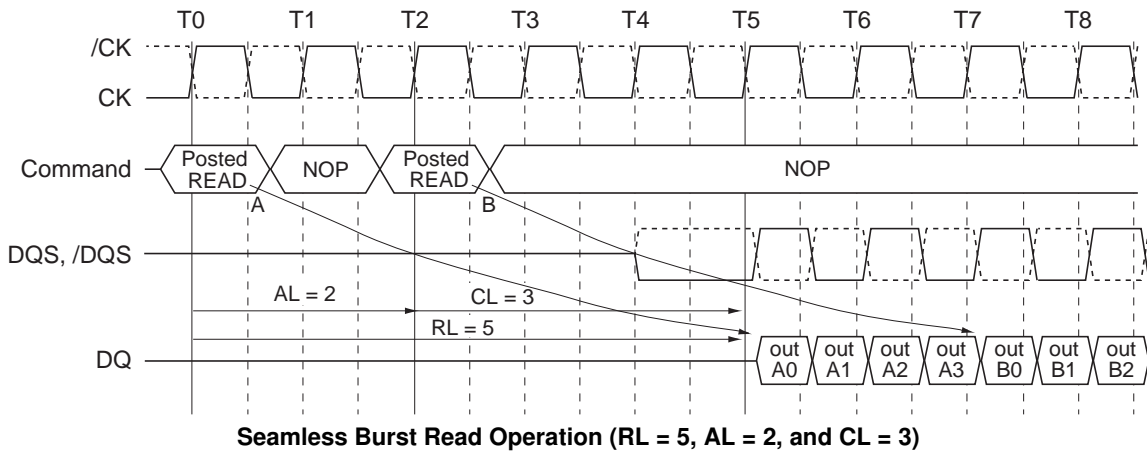 T0 T1 T2 T3 T4 T5 T6 T7 T8
/CK
CK
Command
Posted
READ
NOP
Posted
READ
NOP
A
B
DQS, /DQS
AL = 2
CL = 3
RL = 5
DQ
out
A0
out
A1
out
A2
out
A3
out
B0
out
B1
out
B2
Seamless Burst Read Operation (RL = 5, AL = 2, and CL = 3)